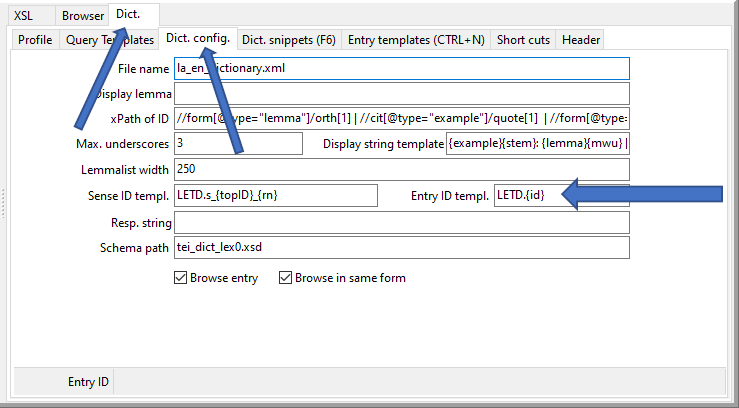 XSL Browser Dict.
Profile Query Templates Dict. config. Dict. snippets (F6) Entry templates (CTRL+N) Short cuts Header
File name la_en_dictionary.xml
Display lemma
xPath of ID //form[@type="lemma"]/orth[1] | //cit[@type="example"]/quote[1] | //form[@type=
Max. underscores 3 Display string template {example}{stem}: {lemma}{mwu} |
Lemmalist width 250
Sense ID templ. LETD.s_{topID}_{rn} Entry ID templ. LETD.{id}
Resp. string
Schema path tei_dict_lex0.xsd
Browse entry Browse in same form
Entry ID